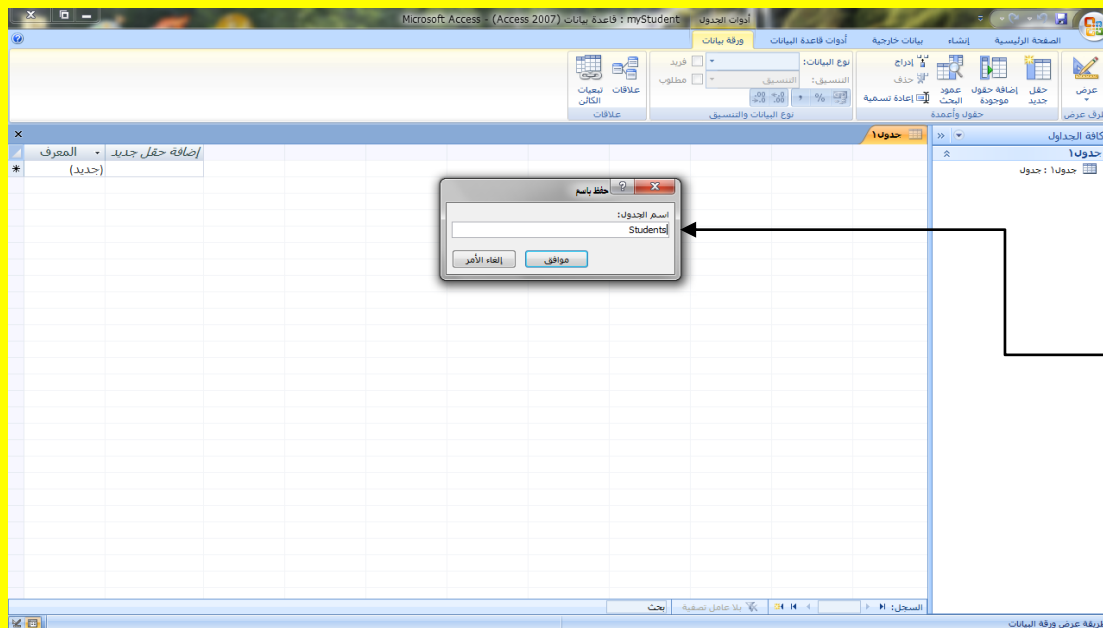 أدوات الجدول
Microsoft Access - (Access 2007) قاعدة بيانات : myStudent
الصفحة الرئيسية
إنشاء
بيانات خارجية
أدوات قاعدة البيانات
ورقة بيانات
عرض
طرق عرض
حقل جديد
إضافة حقول موجودة
عمود البحث
إدراج
حذف
إعادة تسمية
حقول وأعمدة
نوع البيانات:
التنسيق: التنسيق
فريد
مطلوب
نوع البيانات والتنسيق
علاقات
تبعيات الكائن
علاقات
كافة الجداول
جدول١
جدول١ : جدول
جدول١
المعرف
إضافة حقل جديد
(جديد)
حفظ باسم
اسم الجدول:
Students
موافق
إلغاء الأمر
السجل:
بلا عامل تصفية
بحث
طريقة عرض ورقة البيانات